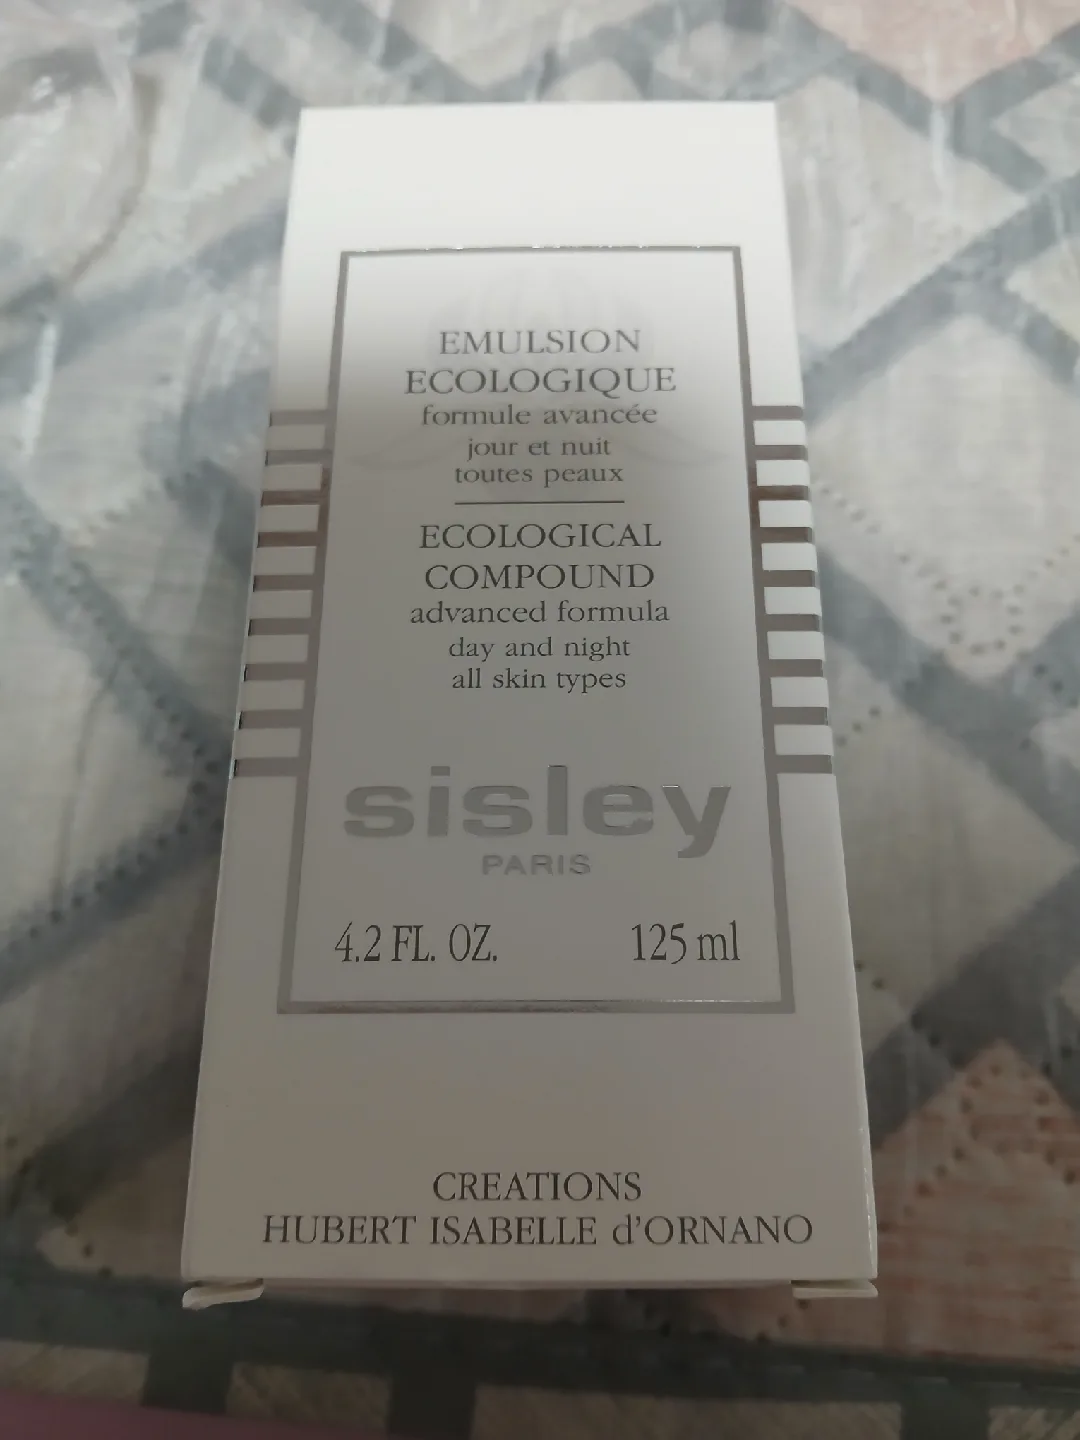 EMULSION
ECOLOGIQUE
formule avancée
jour et nuit
toutes peaux
ECOLOGICAL
COMPOUND
advanced formula
day and night
all skin types
sisley
PARIS
4.2 FL. OZ. 125 ml
CREATIONS
HUBERT ISABELLE d'ORNANO